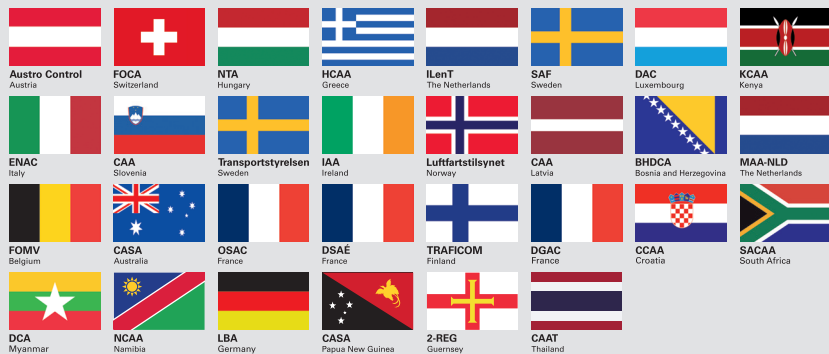 Austro Control
Austria
FOCA
Switzerland
NTA
Hungary
HCAA
Greece
ILenT
The Netherlands
SAF
Sweden
DAC
Luxembourg
KCAA
Kenya
ENAC
Italy
CAA
Slovenia
Transportstyrelsen
Sweden
IAA
Ireland
Luftfartstilsynet
Norway
CAA
Latvia
BHDCA
Bosnia and Herzegovina
MAA-NLD
The Netherlands
FOMV
Belgium
CASA
Australia
OSAC
France
DSAÉ
France
TRAFICOM
Finland
DGAC
France
CCAA
Croatia
SACAA
South Africa
DCA
Myanmar
NCAA
Namibia
LBA
Germany
CASA
Papua New Guinea
2-REG
Guernsey
CAAT
Thailand